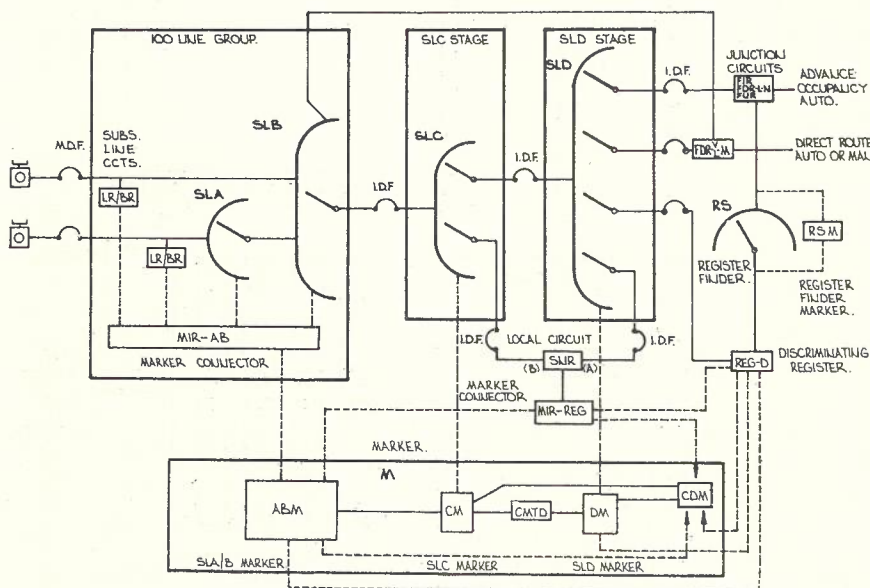 100 LINE GROUP.
SLC STAGE
SLD STAGE
JUNCTION
CIRCUITS
SLD
I.D.F.
FIR
FDR-L-N
FUR
ADVANCE
OCCUPANCY
AUTO.
SLB
SUBS.
LINE
CCTS.
M.D.F.
SLC
I.D.F.
DIRECT ROUTE
AUTO OR MAN
LR/BR
SLA
I.D.F
RS
RSM
LR/BR
REGISTER
FINDER.
REGISTER
FINDER
MARKER.
MIR-AB
MARKER CONNECTOR
I.D.F.
LOCAL CIRCUIT
I.D.F.
(B)
SNR
(A)
REG-D
DISCRIMINATING
REGISTER.
MARKER
CONNECTOR
MIR-REG
MARKER.
M
ABM
CM
CMTD
DM
CDM
SLA/B MARKER
SLC MARKER
SLD MARKER